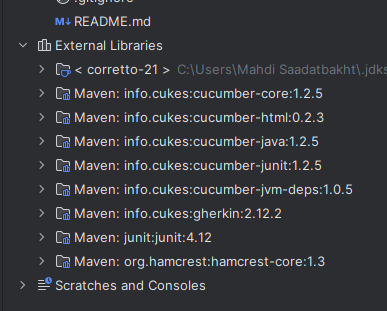 .gitignore
README.md
External Libraries
< corretto-21 > C:\Users\Mahdi Saadatbakht\.jdks
Maven: info.cukes:cucumber-core:1.2.5
Maven: info.cukes:cucumber-html:0.2.3
Maven: info.cukes:cucumber-java:1.2.5
Maven: info.cukes:cucumber-junit:1.2.5
Maven: info.cukes:cucumber-jvm-deps:1.0.5
Maven: info.cukes:gherkin:2.12.2
Maven: junit:junit:4.12
Maven: org.hamcrest:hamcrest-core:1.3
Scratches and Consoles